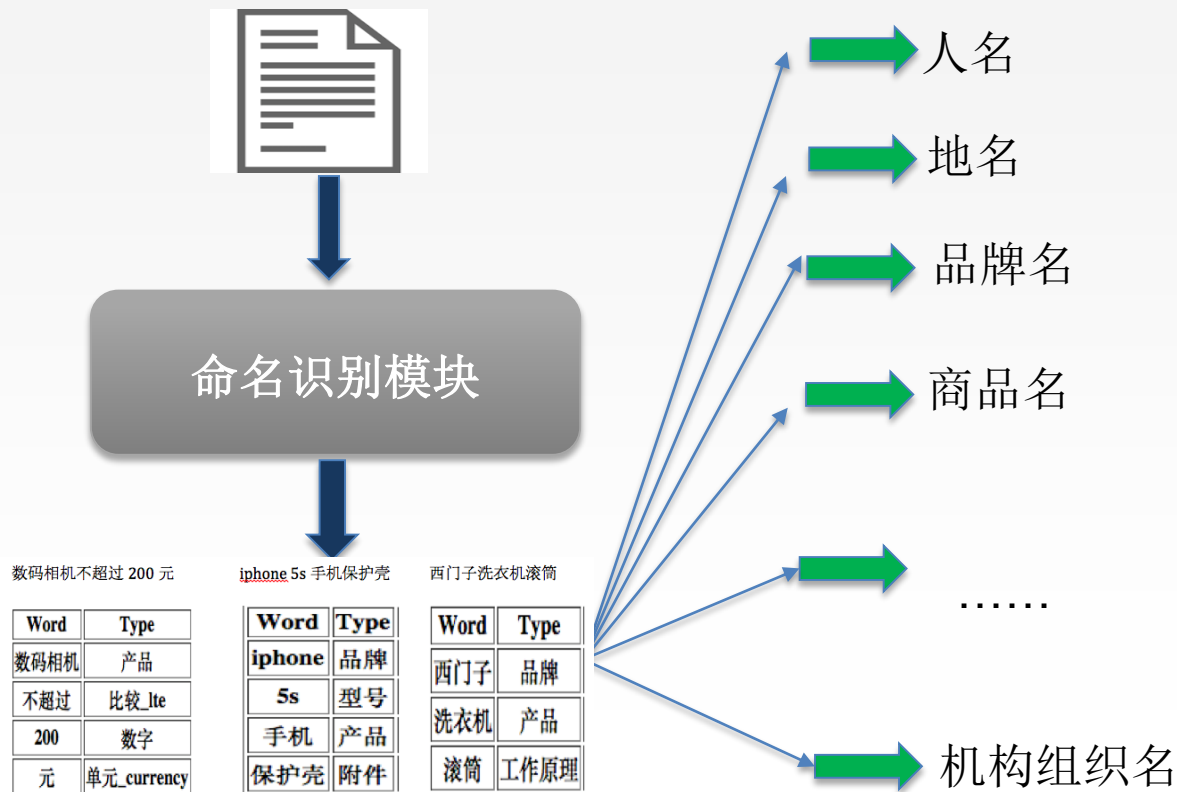 人名
地名
品牌名
命名识别模块
商品名
......
数码相机不超过 200 元
iphone 5s 手机保护壳
西门子洗衣机滚筒
Word Type
数码相机 产品
不超过 比较_lte
200 数字
元 单元_currency
Word Type
iphone 品牌
5s 型号
手机 产品
保护壳 附件
Word Type
西门子 品牌
洗衣机 产品
滚筒 工作原理
机构组织名